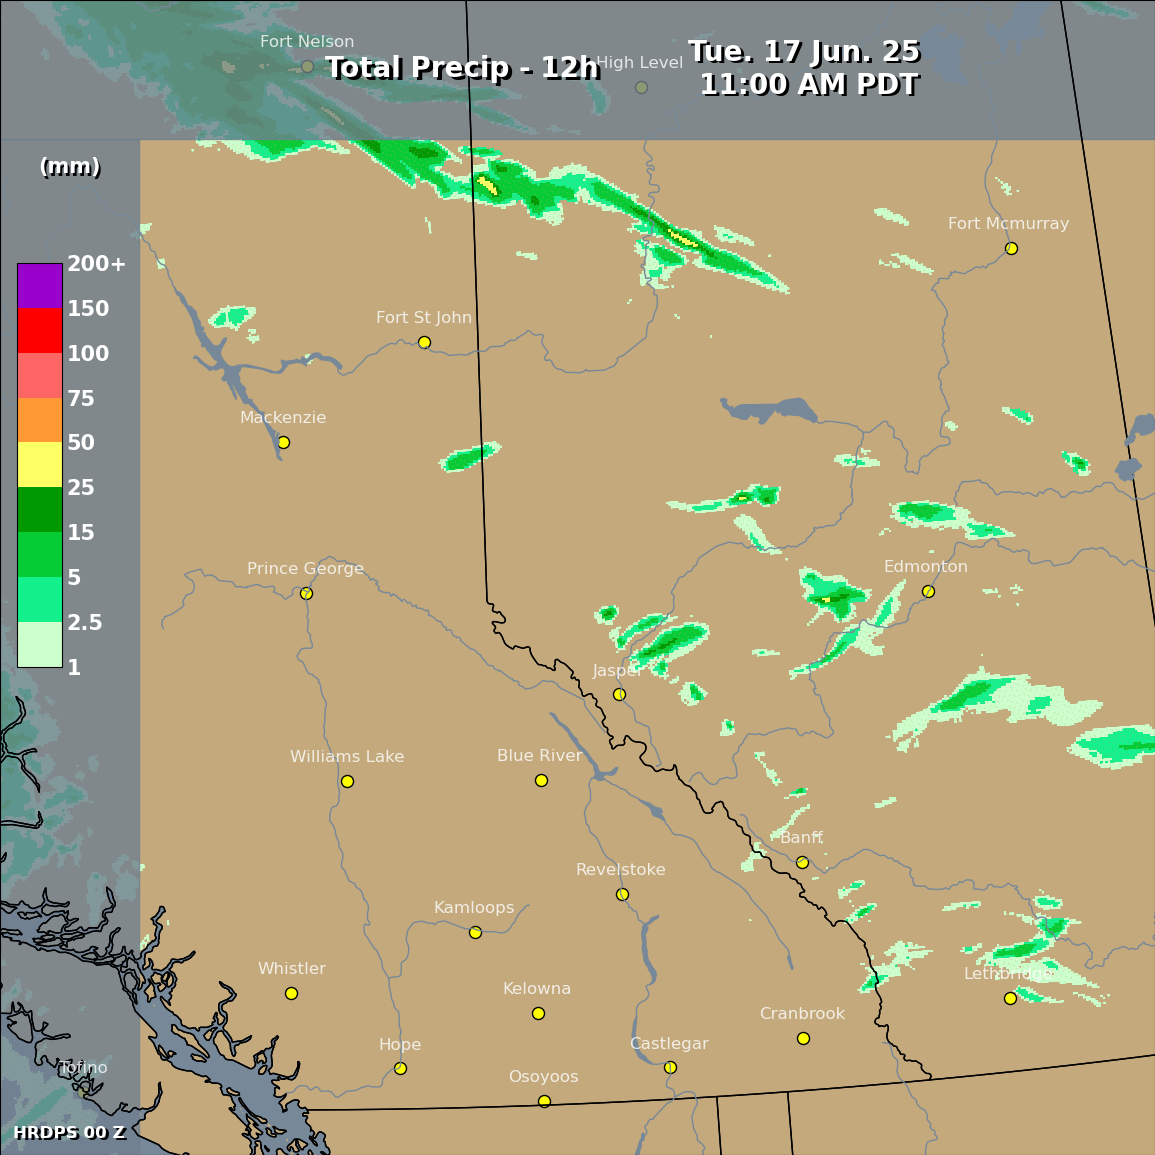 Fort Nelson
Total Precip - 12h
High Level
Tue. 17 Jun. 25
11:00 AM PDT
(mm)
Fort Mcmurray
200+
150
100
75
50
25
15
5
2.5
1
Fort St John
Mackenzie
Prince George
Edmonton
Jasper
Williams Lake
Blue River
Banff
Revelstoke
Kamloops
Whistler
Lethbridge
Kelowna
Cranbrook
Hope
Castlegar
Tofino
Osoyoos
HRDPS 00 Z